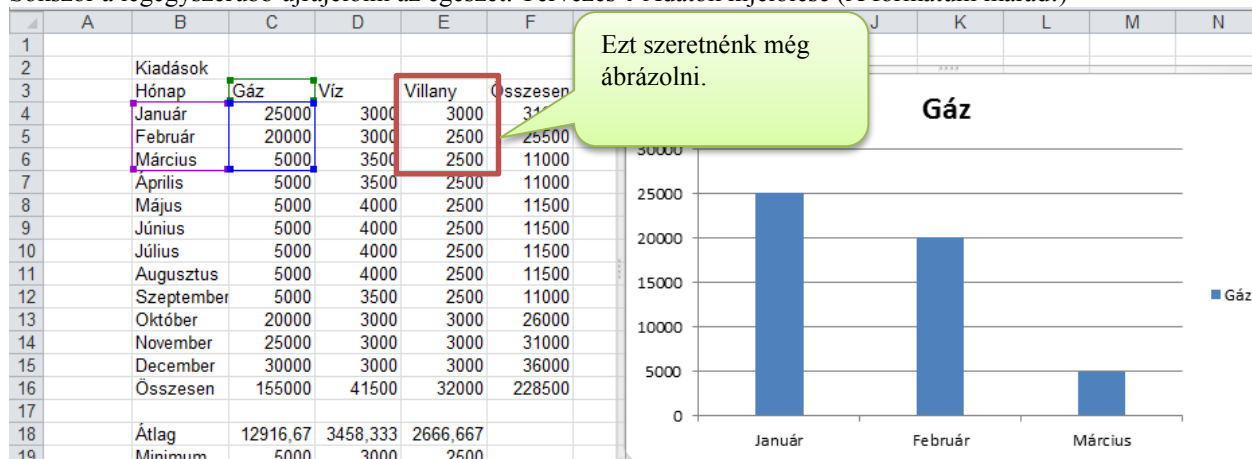 Sokszor a legegyszerűbb az egészet. Tervezés Adatok kijelölése (A formátum marad!)
A B C D E F J K L M N
1
2 Kiadások
3 Hónap Gáz Víz Villany Összesen
4 Január 25000 3000 3000
5 Február 20000 3000 2500 25500
6 Március 5000 3500 2500 11000
7 Április 5000 3500 2500 11000
8 Május 5000 4000 2500 11500
9 Június 5000 4000 2500 11500
10 Július 5000 4000 2500 11500
11 Augusztus 5000 4000 2500 11500
12 Szeptember 5000 3500 2500 11000
13 Október 20000 3000 3000 26000
14 November 25000 3000 3000 31000
15 December 30000 3000 3000 36000
16 Összesen 155000 41500 32000 228500
17
18 Átlag 12916,67 3458,333 2666,667
19 Minimum 5000 3000 2500
Ezt szeretnénk még
ábrázolni.
Gáz
30000
25000
20000
15000
10000
5000
0
Január Február Március
Gáz